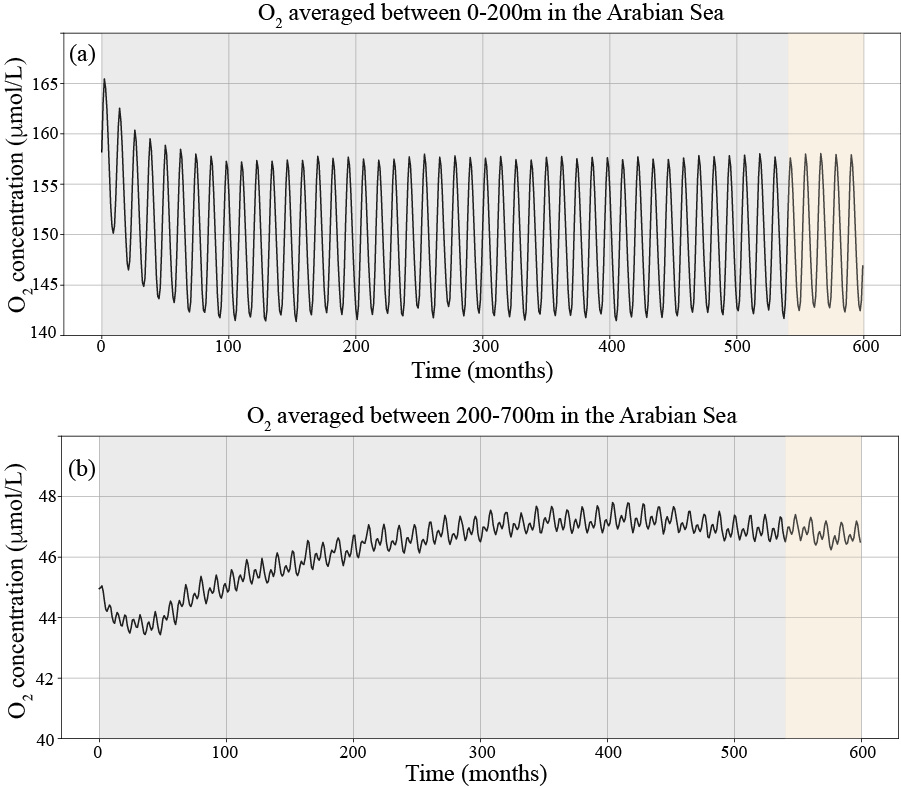 O₂ averaged between 0-200m in the Arabian Sea
(a)
O₂ concentration (μmol/L)
165
160
155
150
145
140
0 100 200 300 400 500 600
Time (months)
O₂ averaged between 200-700m in the Arabian Sea
(b)
O₂ concentration (μmol/L)
48
46
44
42
40
0 100 200 300 400 500 600
Time (months)